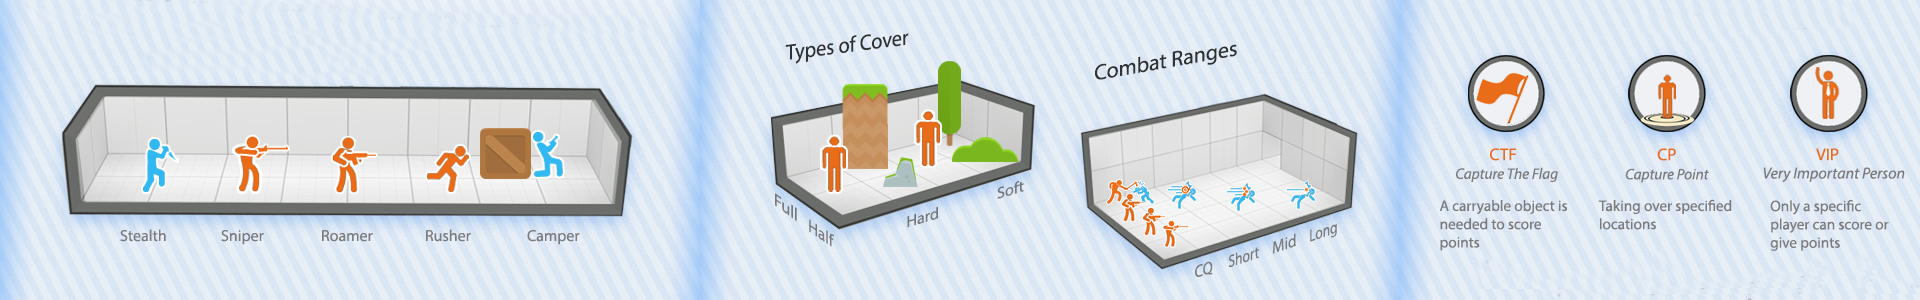 Stealth
Sniper
Roamer
Rusher
Camper
Types of Cover
Full
Half
Hard
Soft
Combat Ranges
CQ
Short
Mid
Long
CTF
Capture The Flag
A carryable object is
needed to score
points
CP
Capture Point
Taking over specified
locations
VIP
Very Important Person
Only a specific
player can score or
give points